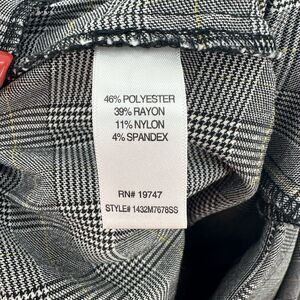 46% POLYESTER
39% RAYON
11% NYLON
4% SPANDEX
RN# 19747
STYLE# 1432M7678SS